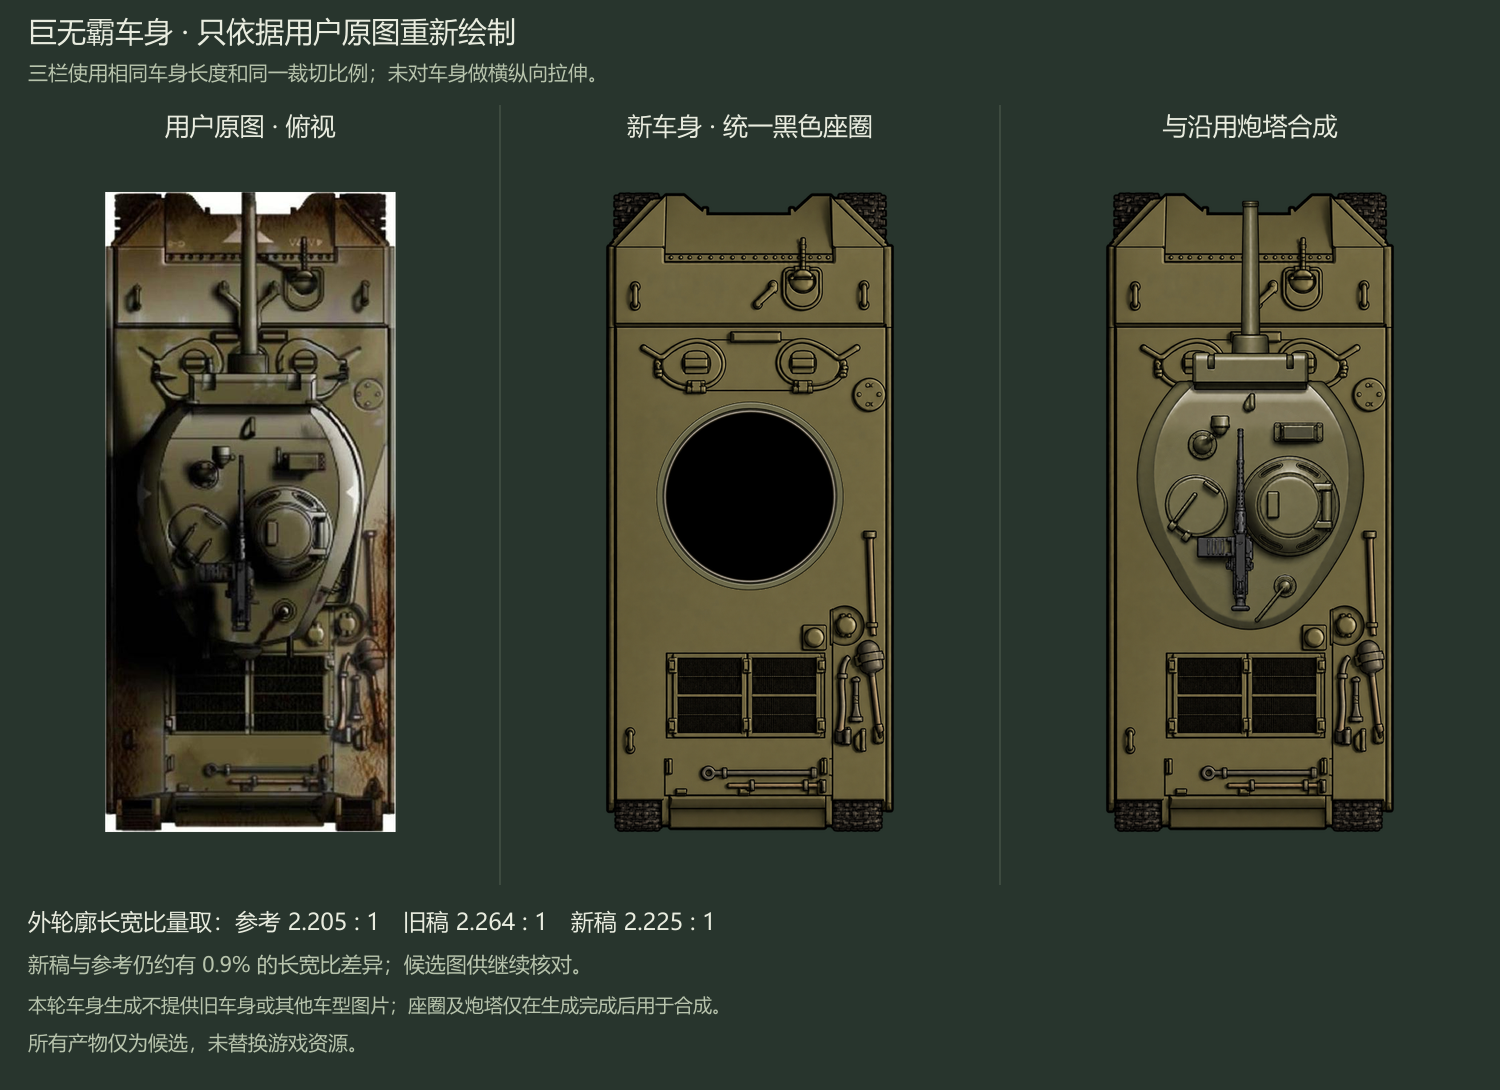 巨无霸车身 · 只依据用户原图重新绘制
三栏使用相同车身长度和同一裁切比例；未对车身做横纵向拉伸。
用户原图 · 俯视
新车身 · 统一黑色座圈
与沿用炮塔合成
外轮廓长宽比量取：参考 2.205 : 1 旧稿 2.264 : 1 新稿 2.225 : 1
新稿与参考仍约有 0.9% 的长宽比差异；候选图供继续核对。
本轮车身生成不提供旧车身或其他车型图片；座圈及炮塔仅在生成完成后用于合成。
所有产物仅为候选，未替换游戏资源。